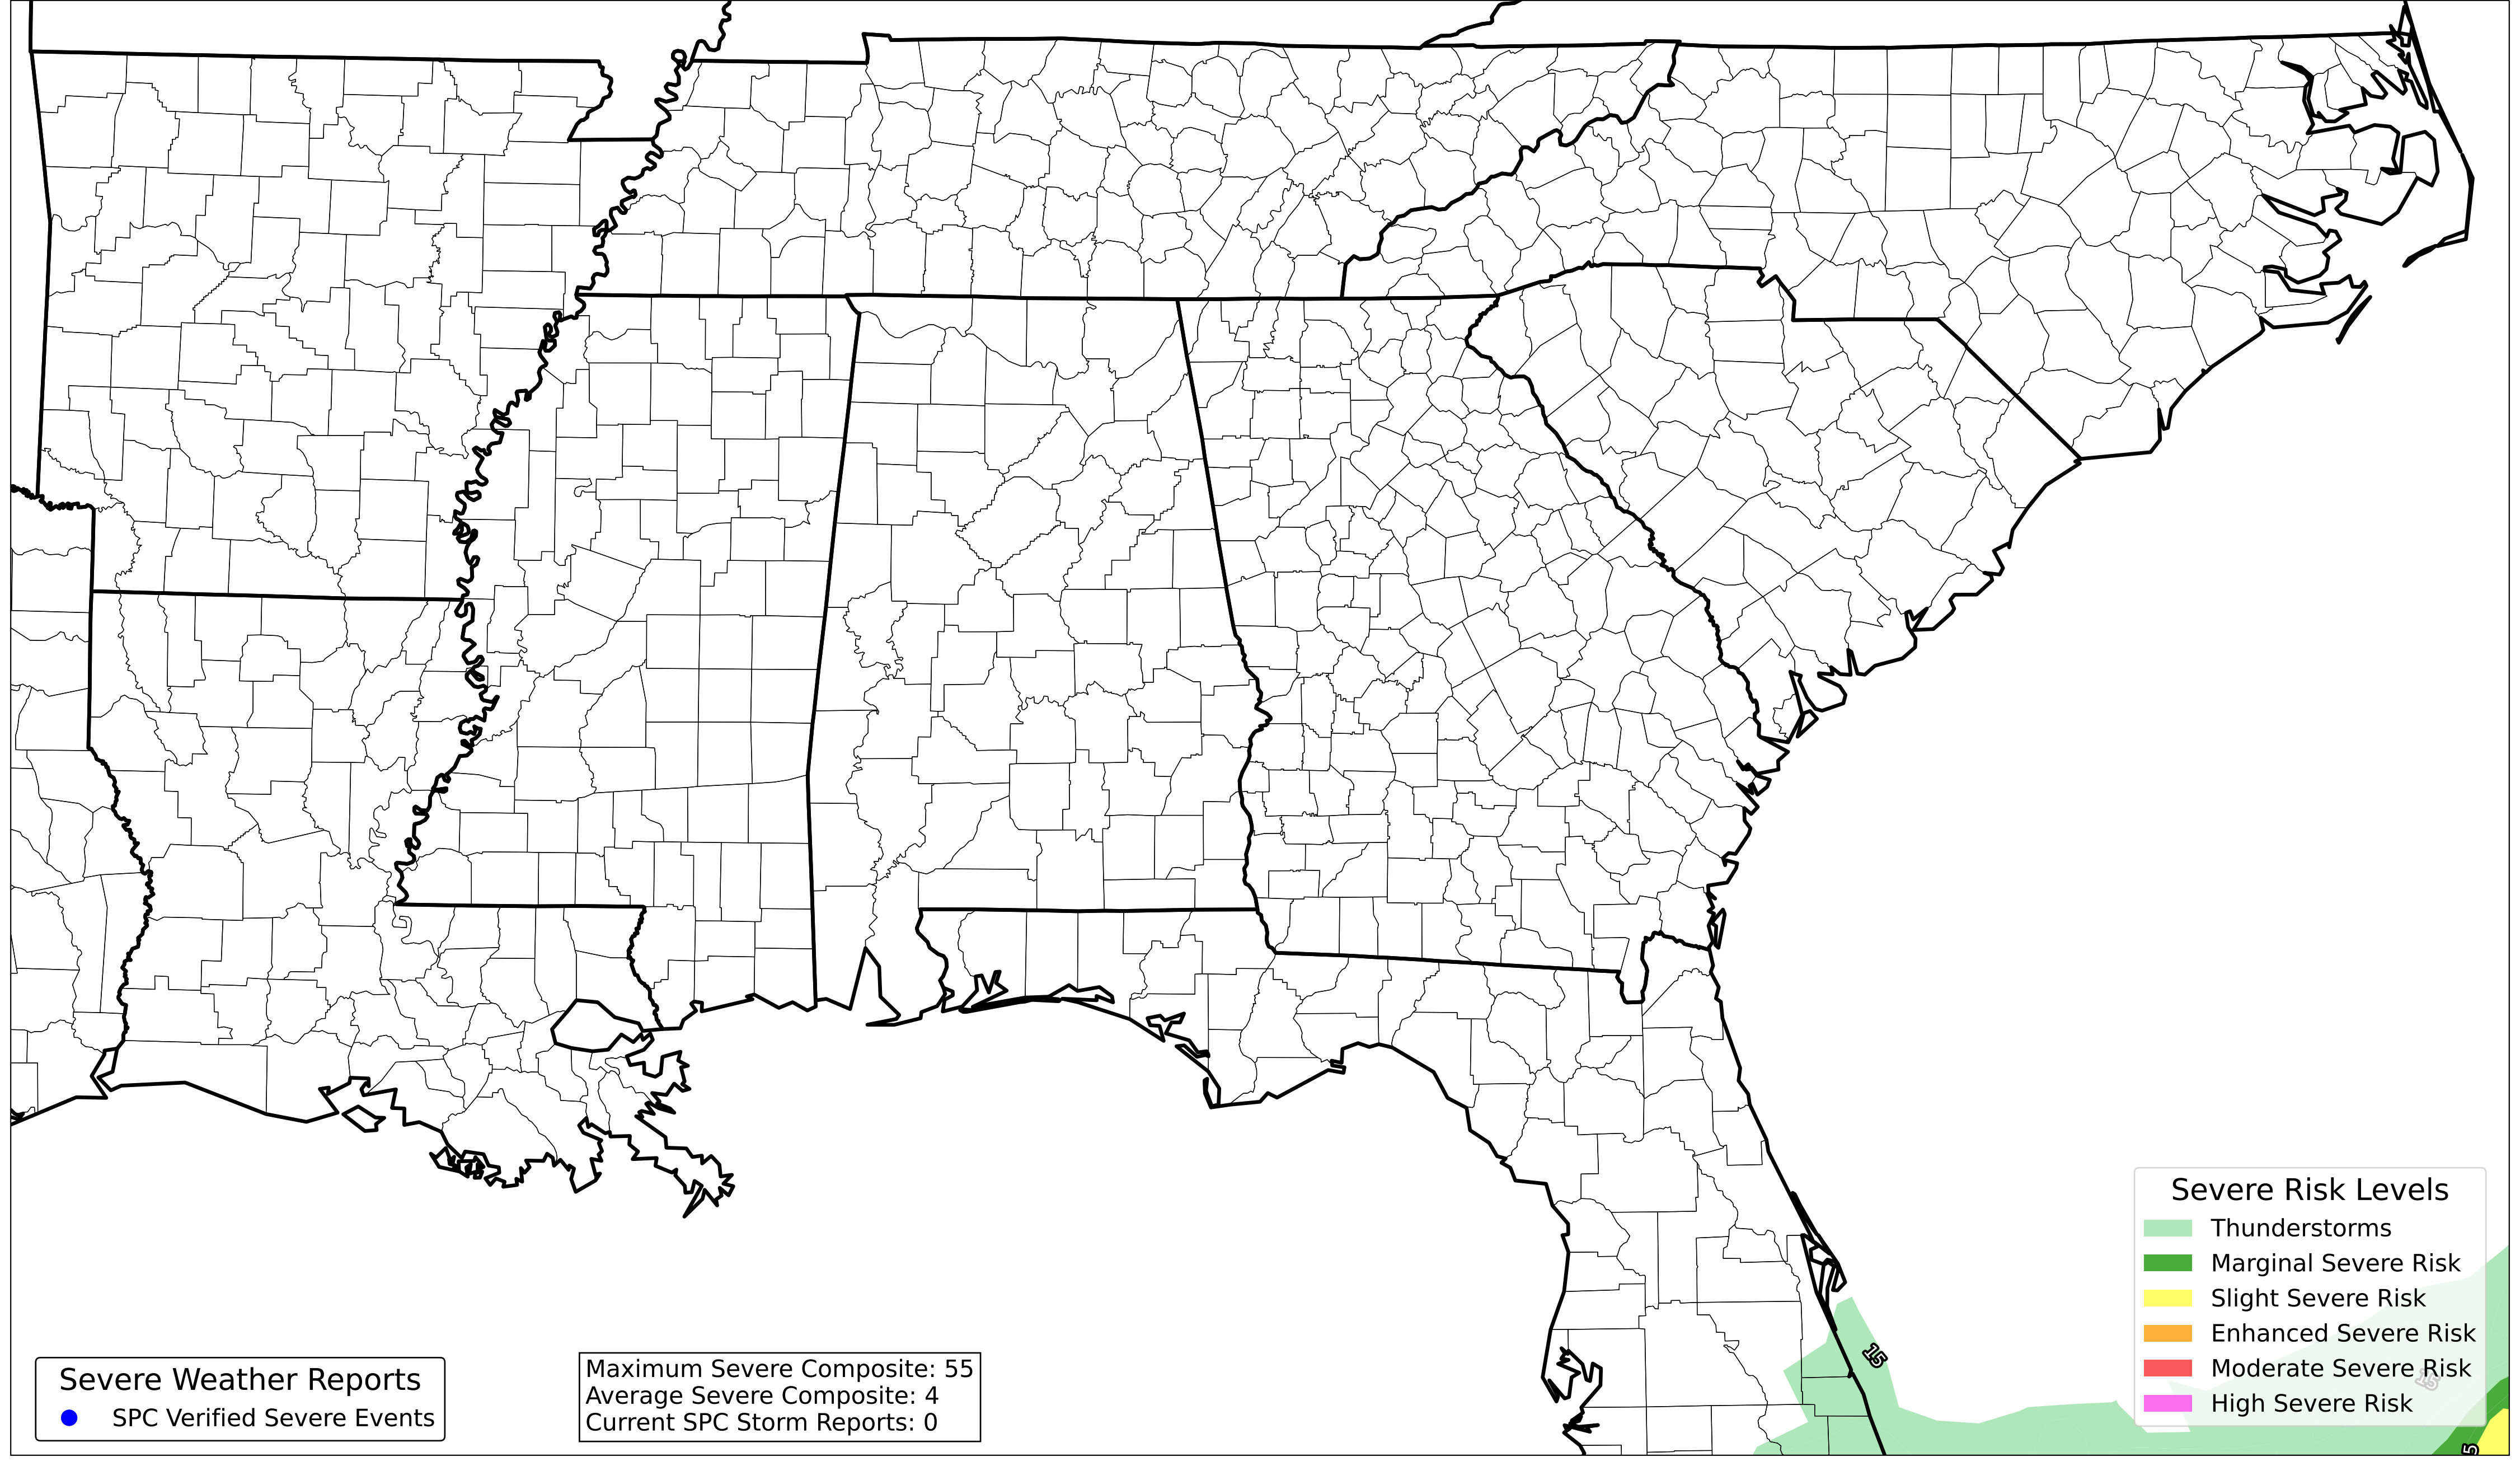 Severe Risk Levels
Thunderstorms
Marginal Severe Risk
Slight Severe Risk
Enhanced Severe Risk
Moderate Severe Risk
High Severe Risk
15
15
Severe Weather Reports
SPC Verified Severe Events
Maximum Severe Composite: 55
Average Severe Composite: 4
Current SPC Storm Reports: 0